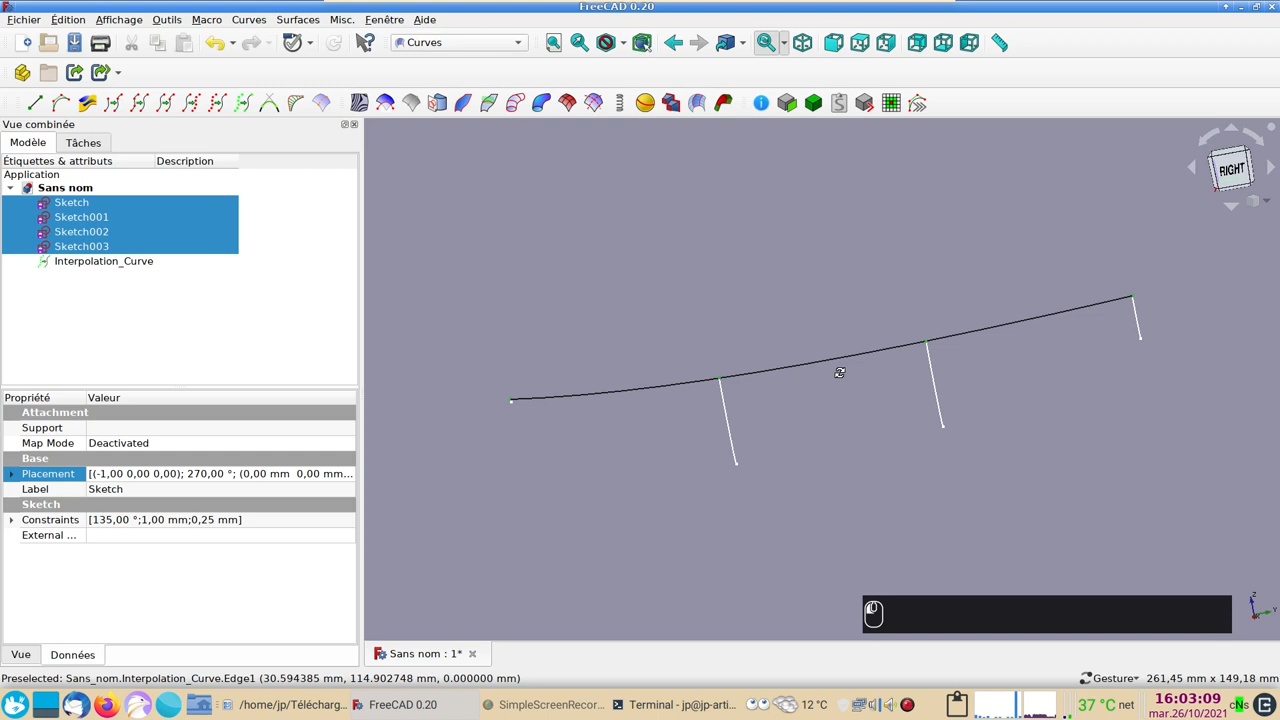 FreeCAD 0.20
Fichier Édition Affichage Outils Macro Curves Surfaces Misc. Fenêtre Aide
Curves
Vue combinée
Modèle Tâches
Étiquettes & attributs Description
Application
Sans nom
Sketch
Sketch001
Sketch002
Sketch003
Interpolation_Curve
RIGHT
Propriété Valeur
Attachment
Support
Map Mode Deactivated
Base
Placement [(-1,00 0,00 0,00); 270,00 °; (0,00 mm 0,00 mm...
Label Sketch
Sketch
Constraints [135,00 °;1,00 mm;0,25 mm]
External ...
Z
Y
Vue Données
Sans nom : 1*
Preselected: Sans_nom.Interpolation_Curve.Edge1 (30.594385 mm, 114.902748 mm, 0.000000 mm)
Gesture 261,45 mm x 149,18 mm
/home/jp/Télécharg...
FreeCAD 0.20
SimpleScreenRecor...
Terminal - jp@jp-arti...
12 °C
37 °C net
16:03:09
mar.26/10/2021
cNs